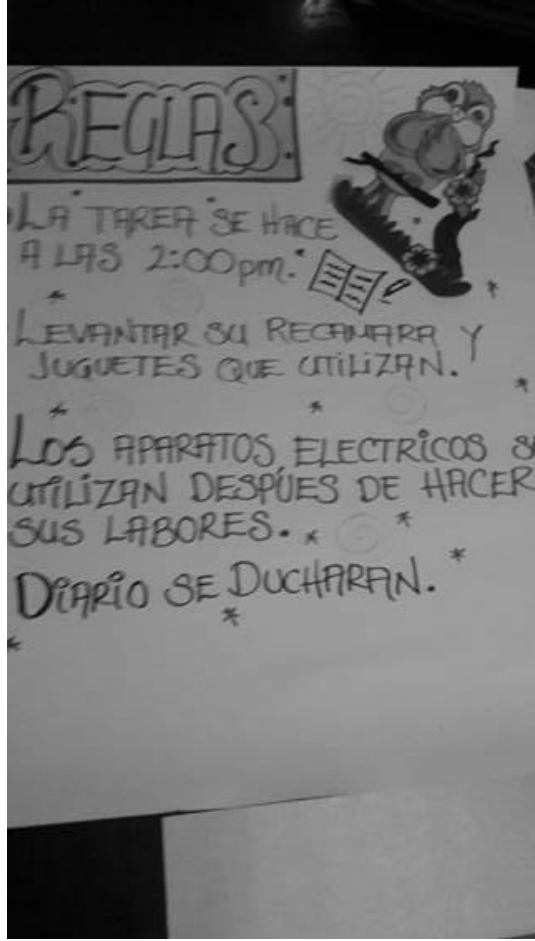 REGLAS:
LA TAREA SE HACE
A LAS 2:00pm.
LEVANTAR SU RECAMARA Y
JUGUETES QUE UTILIZAN.
LOS APARATOS ELECTRICOS SE
UTILIZAN DESPÚES DE HACER
SUS LABORES.
DIARIO SE DUCHARAN.